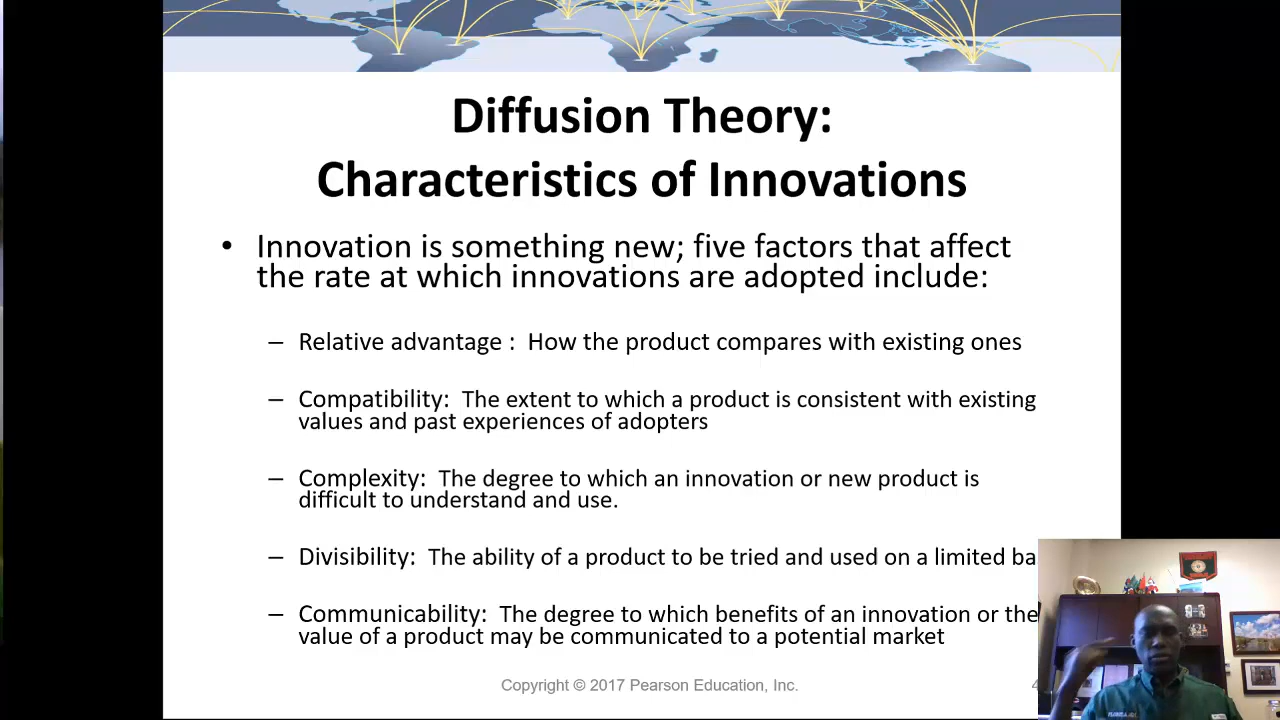 Diffusion Theory:
Characteristics of Innovations
• Innovation is something new; five factors that affect
the rate at which innovations are adopted include:
– Relative advantage : How the product compares with existing ones
– Compatibility: The extent to which a product is consistent with existing
values and past experiences of adopters
– Complexity: The degree to which an innovation or new product is
difficult to understand and use.
– Divisibility: The ability of a product to be tried and used on a limited
– Communicability: The degree to which benefits of an innovation or the
value of a product may be communicated to a potential market
Copyright © 2017 Pearson Education, Inc.